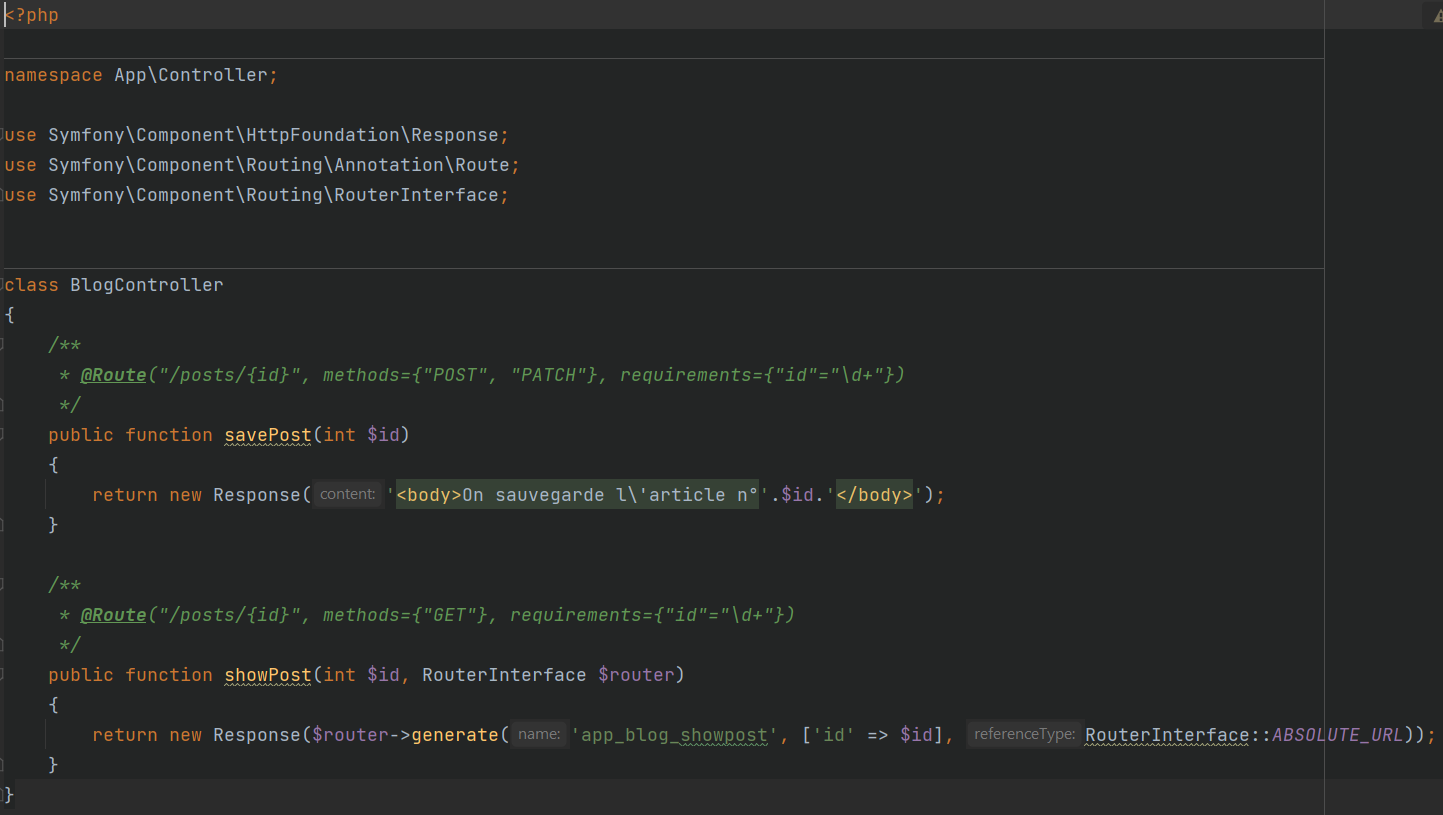 <?php
namespace App\Controller;
use Symfony\Component\HttpFoundation\Response;
use Symfony\Component\Routing\Annotation\Route;
use Symfony\Component\Routing\RouterInterface;
class BlogController
{
/**
* @Route("/posts/{id}", methods={"POST", "PATCH"}, requirements={"id"="\d+"})
*/
public function savePost(int $id)
{
return new Response( content: '<body>On sauvegarde l\'article n°'.$id.'</body>');
}
/**
* @Route("/posts/{id}", methods={"GET"}, requirements={"id"="\d+"})
*/
public function showPost(int $id, RouterInterface $router)
{
return new Response($router->generate( name: 'app_blog_showpost', ['id' => $id], referenceType: RouterInterface::ABSOLUTE_URL));
}
}